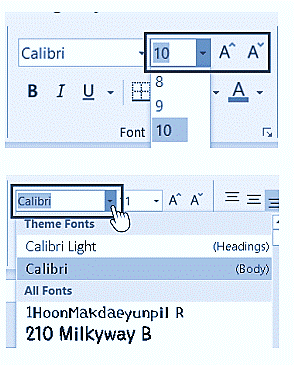 Calibri 10 A^ A˅
B I U A
8
9
10
Font
Calibri 1 A^ A˅
Theme Fonts
Calibri Light (Headings)
Calibri (Body)
All Fonts
1HoonMakdaeyunpil R
210 Milkyway B